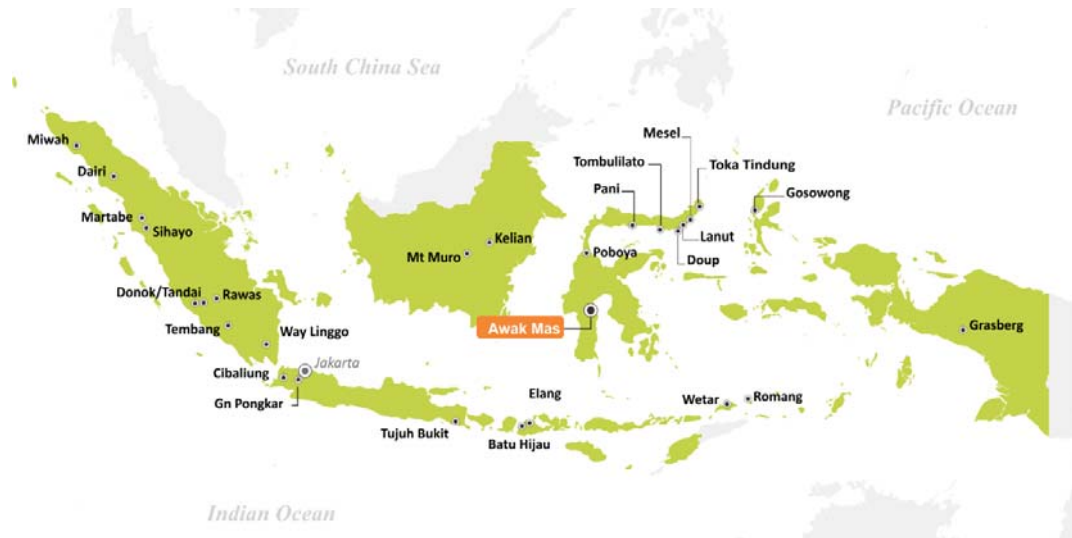 South China Sea
Pacific Ocean
Miwah
Dairi
Martabe
Sihayo
Donok/Tandai
Rawas
Tembang
Way Linggo
Cibaliung
Jakarta
Gn Pongkar
Kelian
Mt Muro
Mesel
Tombulilato
Toka Tindung
Pani
Gosowong
Lanut
Poboya
Doup
Awak Mas
Grasberg
Elang
Wetar
Romang
Tujuh Bukit
Batu Hijau
Indian Ocean